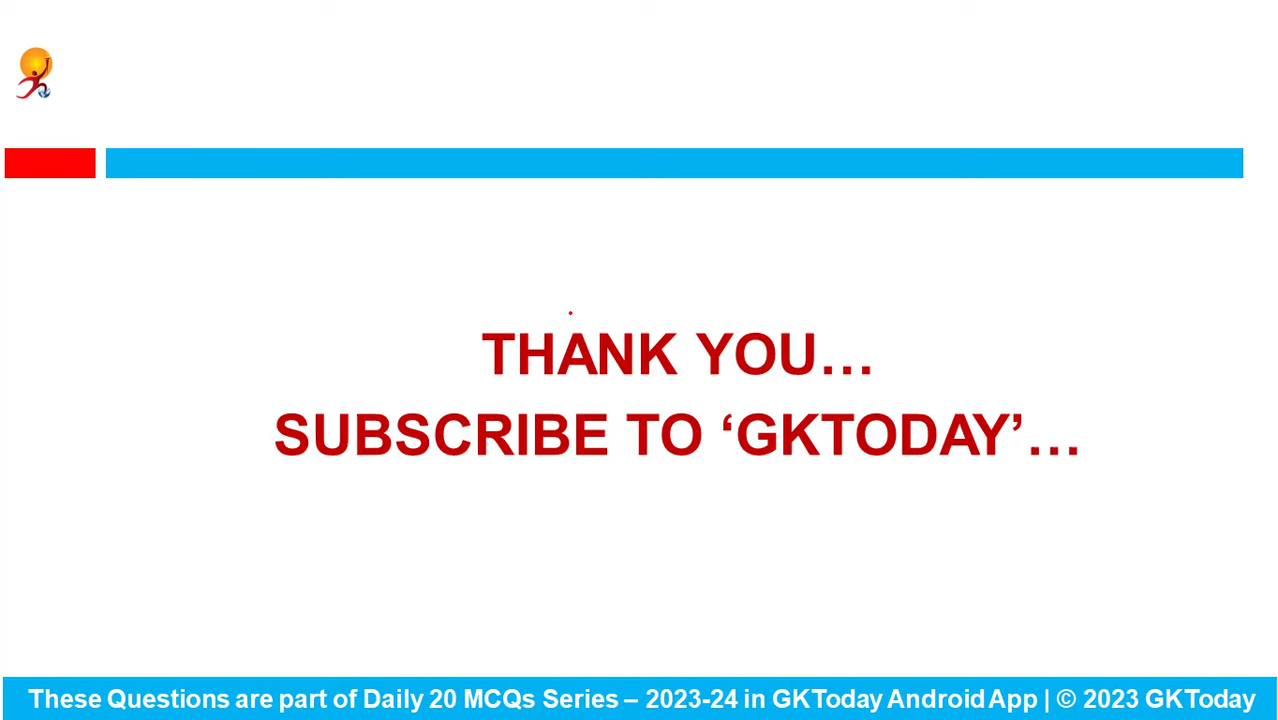 THANK YOU…
SUBSCRIBE TO ‘GKTODAY’…
These Questions are part of Daily 20 MCQs Series – 2023-24 in GKToday Android App | © 2023 GKToday